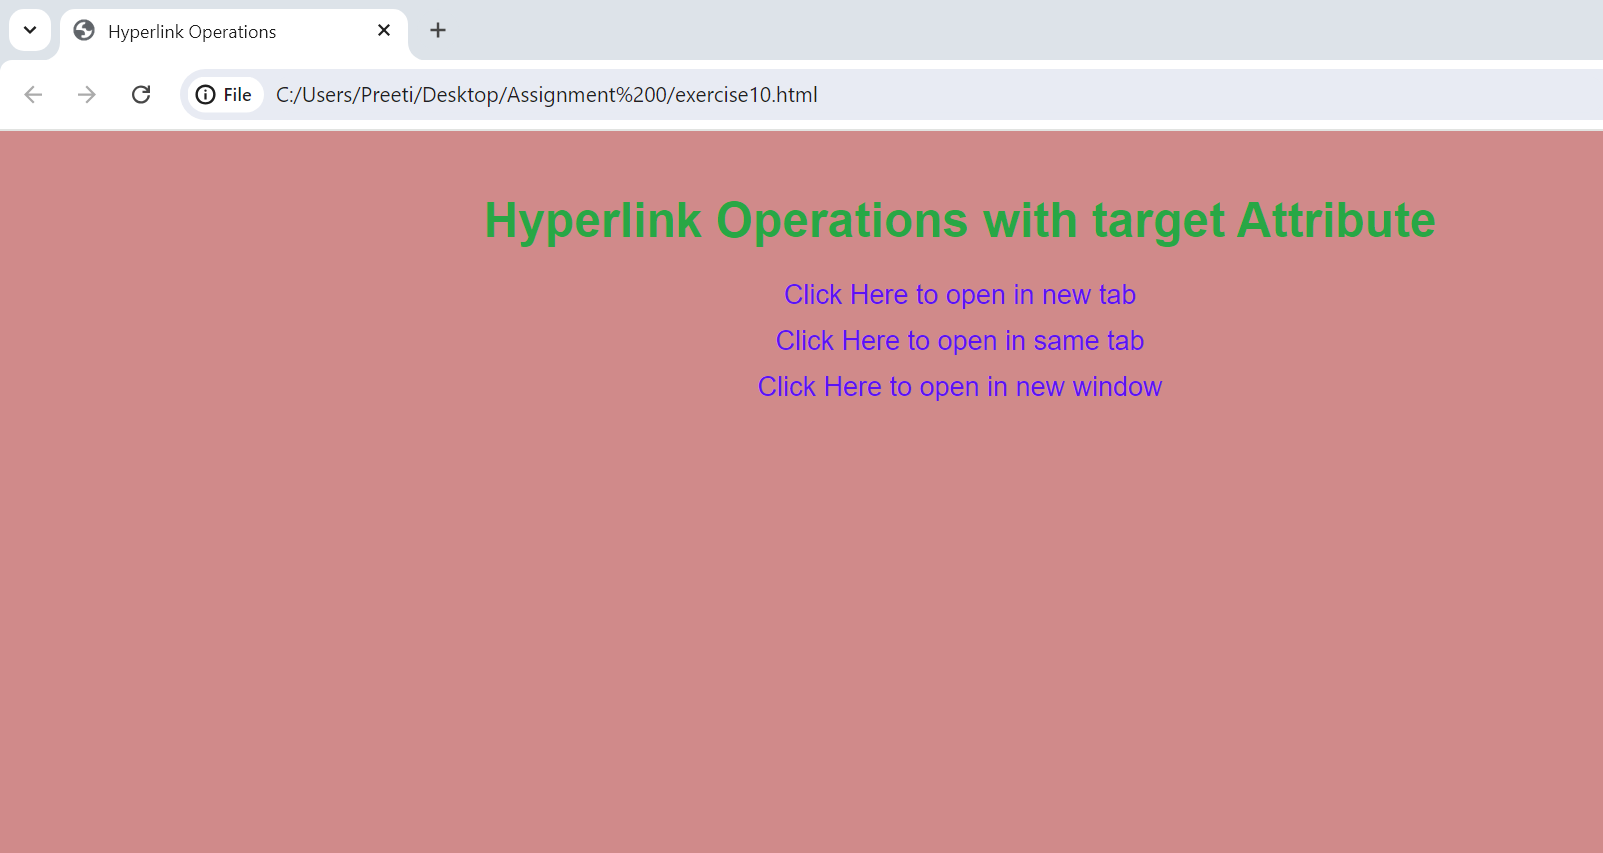 Hyperlink Operations
File C:/Users/Preeti/Desktop/Assignment%200/exercise10.html
Hyperlink Operations with target Attribute
Click Here to open in new tab
Click Here to open in same tab
Click Here to open in new window